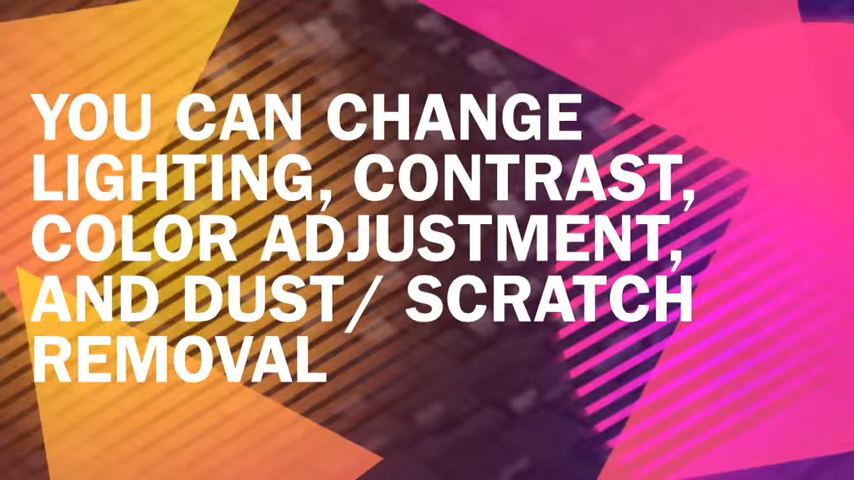 YOU CAN CHANGE
LIGHTING, CONTRAST,
COLOR ADJUSTMENT,
AND DUST/ SCRATCH
REMOVAL